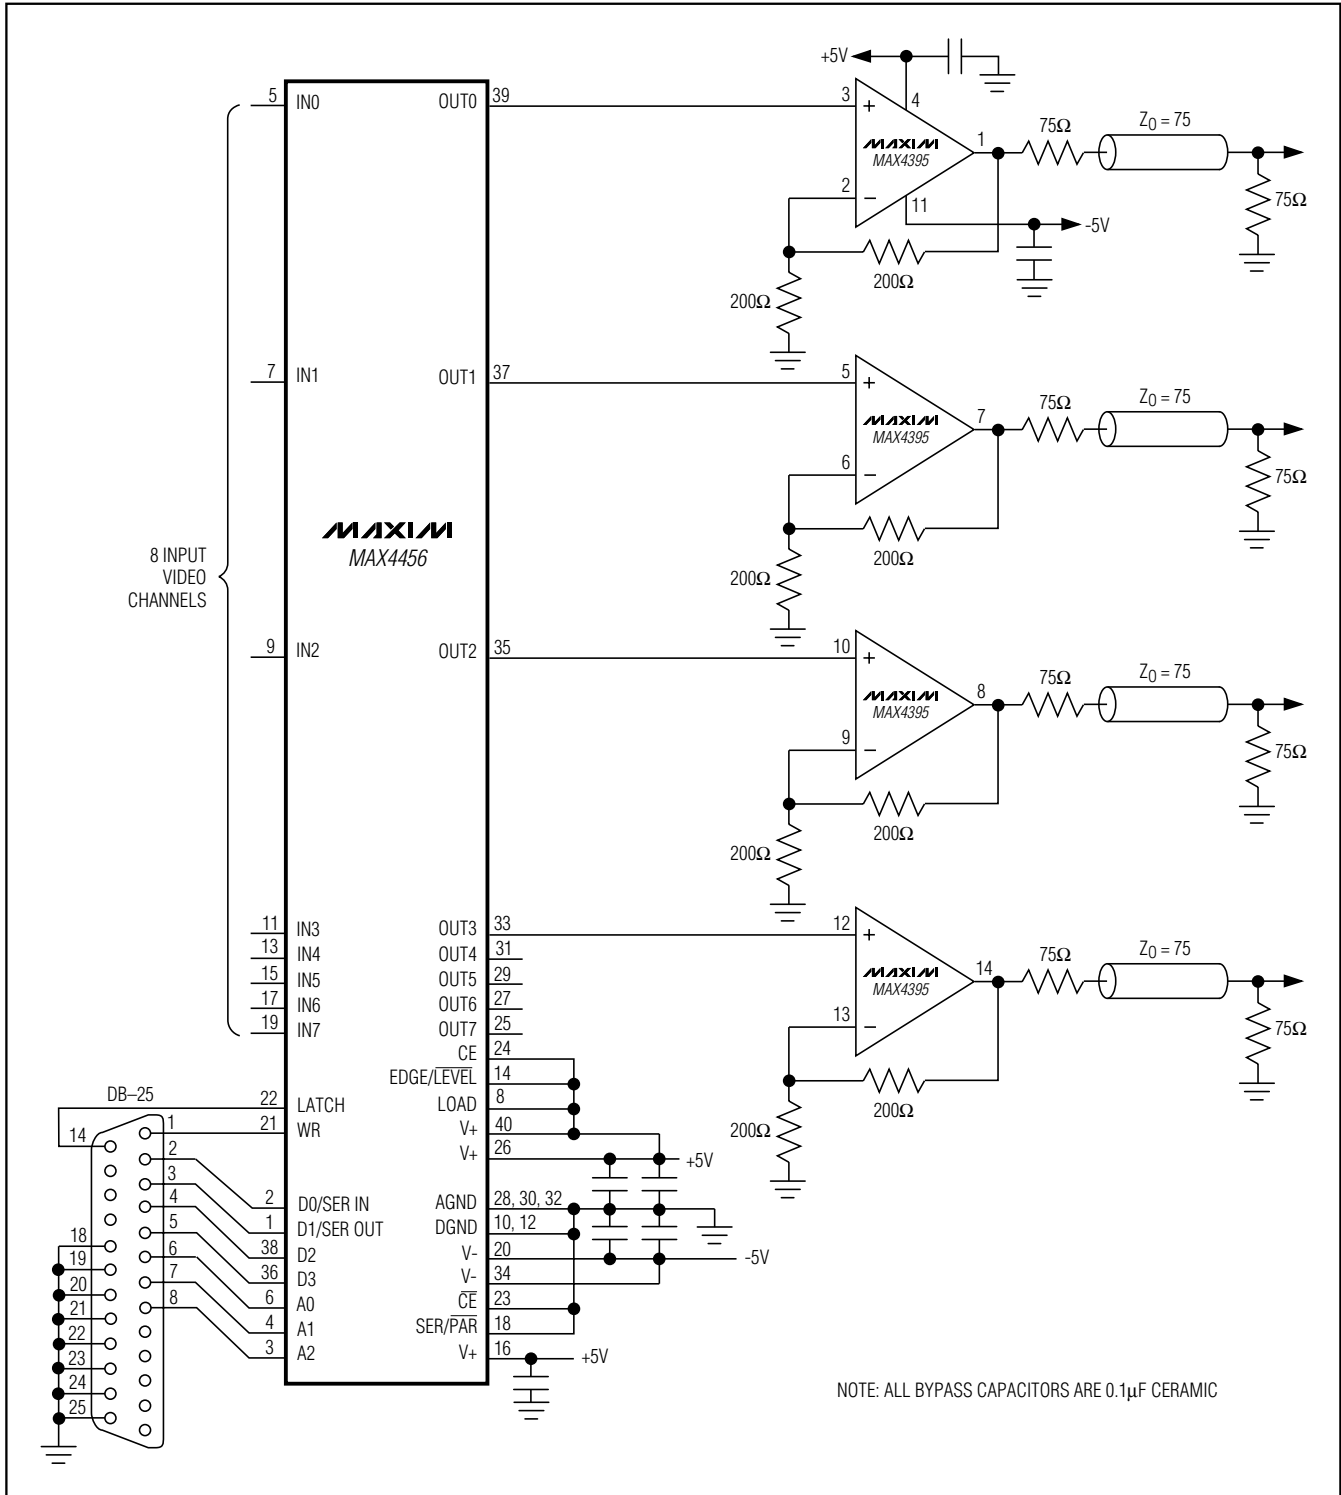 +5V
5
IN0
OUT0
39
3
+
4
MAXIM
MAX4395
1
75Ω
Z0 = 75
75Ω
2
−
11
-5V
200Ω
200Ω
7
IN1
OUT1
37
5
+
MAXIM
MAX4395
7
75Ω
Z0 = 75
75Ω
6
−
200Ω
200Ω
8 INPUT
VIDEO
CHANNELS
MAXIM
MAX4456
9
IN2
OUT2
35
10
+
MAXIM
MAX4395
8
75Ω
Z0 = 75
75Ω
9
−
200Ω
200Ω
11
IN3
OUT3
33
12
+
MAXIM
MAX4395
14
75Ω
Z0 = 75
75Ω
13
−
200Ω
200Ω
13
IN4
OUT4
31
15
IN5
OUT5
29
17
IN6
OUT6
27
19
IN7
OUT7
25
CE
24
EDGE/L̅E̅V̅E̅L̅
14
LOAD
8
V+
40
V+
26
+5V
AGND
28, 30, 32
DGND
10, 12
V-
20
-5V
V-
34
C̅E̅
23
SER/P̅A̅R̅
18
V+
16
+5V
DB–25
22
LATCH
21
WR
2
D0/SER IN
1
D1/SER OUT
38
D2
36
D3
6
A0
4
A1
3
A2
14
1
2
3
4
5
6
7
8
18
19
20
21
22
23
24
25
NOTE: ALL BYPASS CAPACITORS ARE 0.1µF CERAMIC